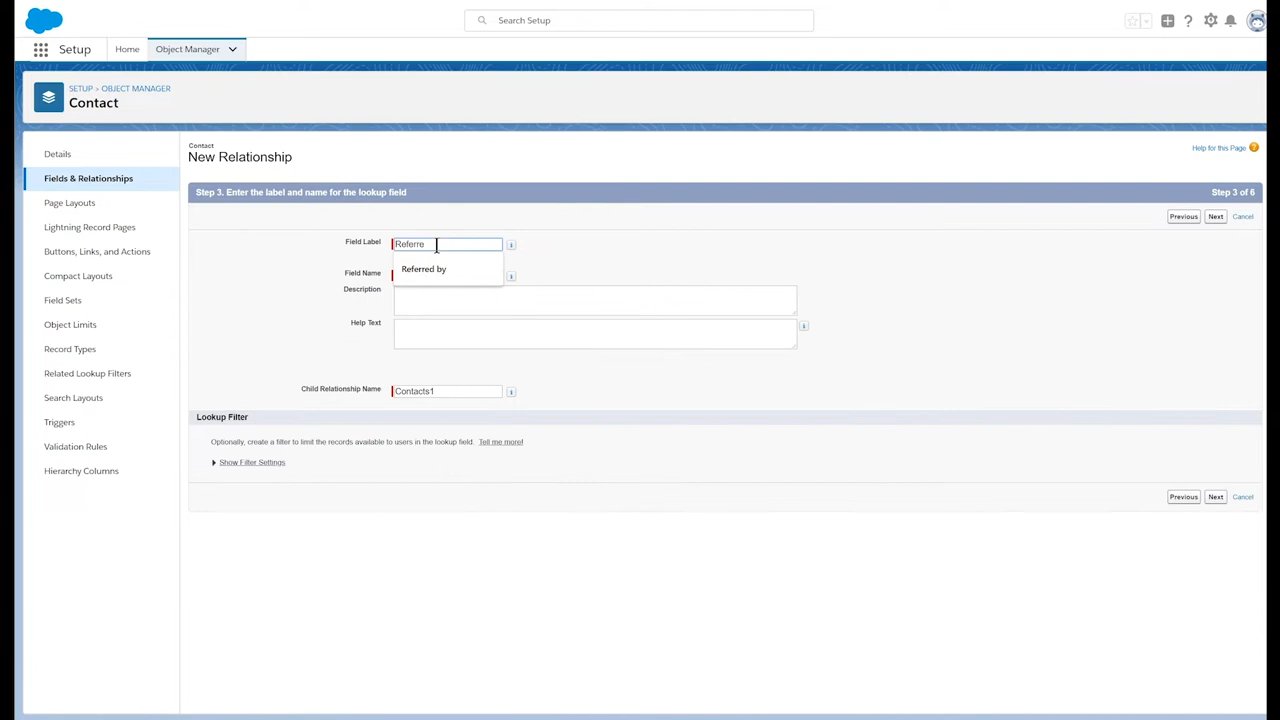 Search Setup
Setup
Home
Object Manager
SETUP > OBJECT MANAGER
Contact
Details
Fields & Relationships
Page Layouts
Lightning Record Pages
Buttons, Links, and Actions
Compact Layouts
Field Sets
Object Limits
Record Types
Related Lookup Filters
Search Layouts
Triggers
Validation Rules
Hierarchy Columns
Contact
New Relationship
Help for this Page
Step 3. Enter the label and name for the lookup field
Step 3 of 6
Previous
Next
Cancel
Field Label
Referre
Referred by
Field Name
Description
Help Text
Child Relationship Name
Contacts1
Lookup Filter
Optionally, create a filter to limit the records available to users in the lookup field. Tell me more!
Show Filter Settings
Previous
Next
Cancel